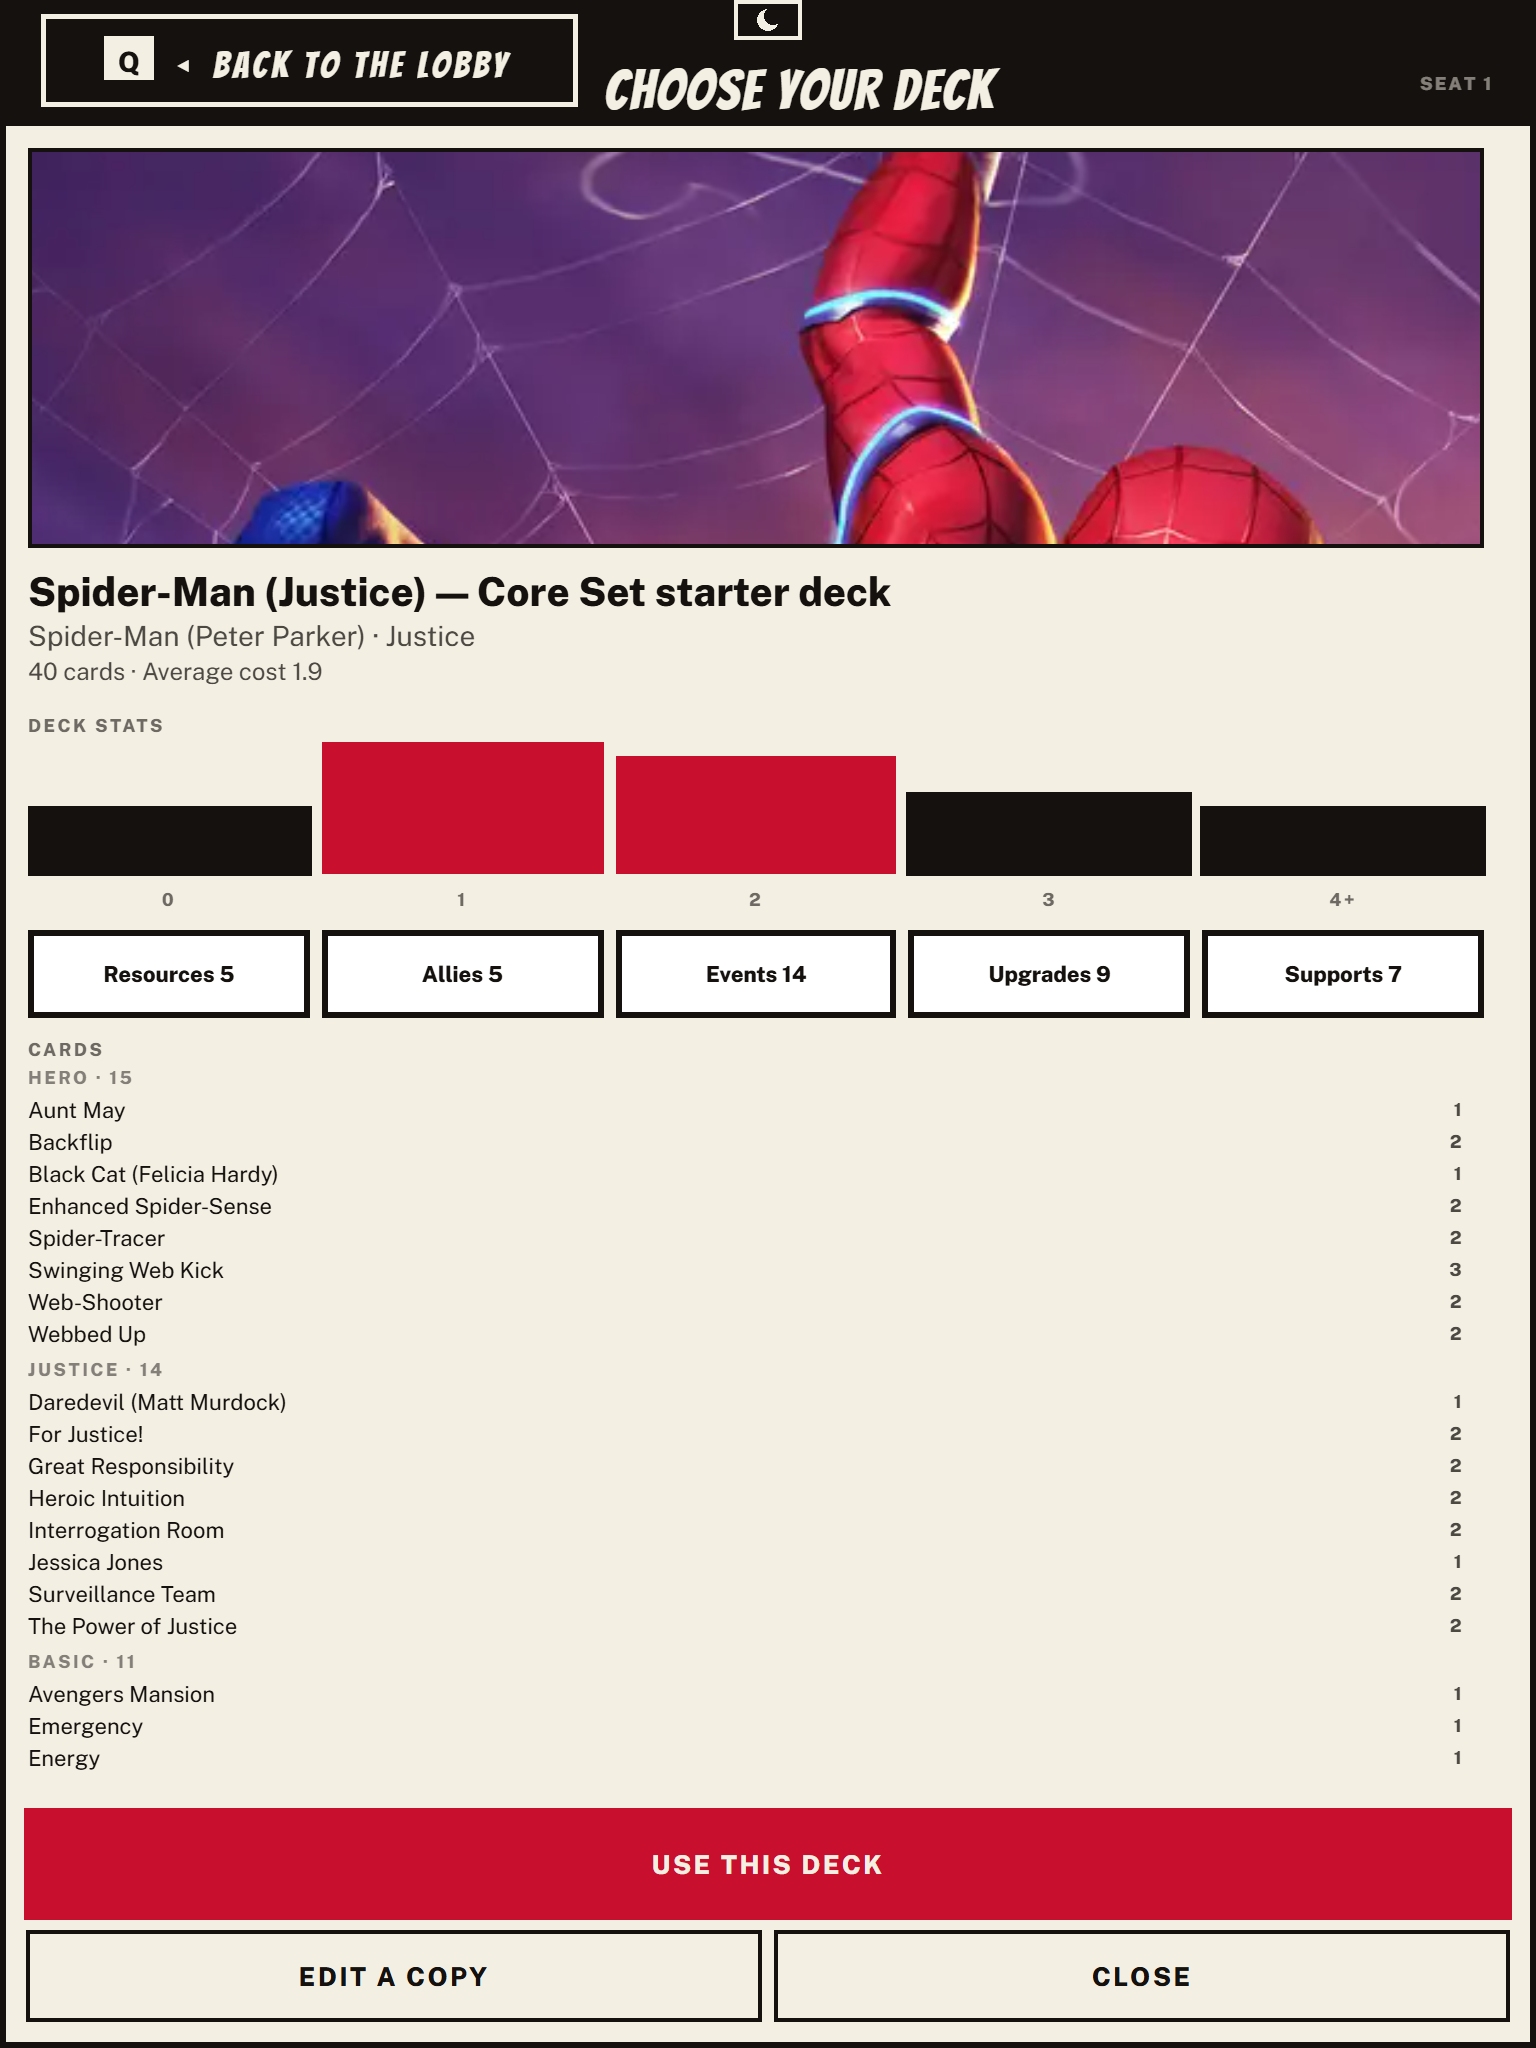 Q ◂ BACK TO THE LOBBY
CHOOSE YOUR DECK
SEAT 1
Spider-Man (Justice) — Core Set starter deck
Spider-Man (Peter Parker) · Justice
40 cards · Average cost 1.9
DECK STATS
0 1 2 3 4+
Resources 5 Allies 5 Events 14 Upgrades 9 Supports 7
CARDS
HERO · 15
Aunt May 1
Backflip 2
Black Cat (Felicia Hardy) 1
Enhanced Spider-Sense 2
Spider-Tracer 2
Swinging Web Kick 3
Web-Shooter 2
Webbed Up 2
JUSTICE · 14
Daredevil (Matt Murdock) 1
For Justice! 2
Great Responsibility 2
Heroic Intuition 2
Interrogation Room 2
Jessica Jones 1
Surveillance Team 2
The Power of Justice 2
BASIC · 11
Avengers Mansion 1
Emergency 1
Energy 1
USE THIS DECK
EDIT A COPY CLOSE